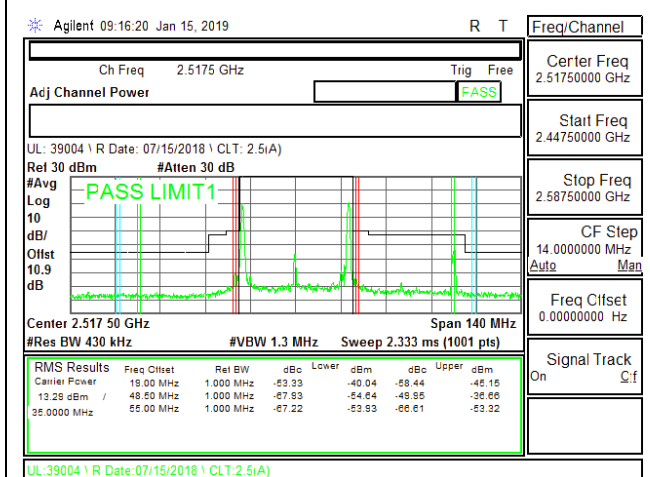 Agilent 09:16:20 Jan 15, 2019 R T
Freq/Channel
Ch Freq 2.5175 GHz Trig Free
Adj Channel Power PASS
Center Freq
2.51750000 GHz
Start Freq
2.44750000 GHz
Stop Freq
2.58750000 GHz
CF Step
14.0000000 MHz
Auto Man
Freq Offset
0.00000000 Hz
Signal Track
On Off
UL: 39004 \ R Date: 07/15/2018 \ CLT: 2.5(A)
Ref 30 dBm #Atten 30 dB
#Avg
Log
10
dB/
Offst
10.9
dB
PASS LIMIT1
Center 2.517 50 GHz Span 140 MHz
#Res BW 430 kHz #VBW 1.3 MHz Sweep 2.333 ms (1001 pts)
RMS Results Freq Offset Ref BW dBc Lower dBm dBc Upper dBm
Carrier Power 19.00 MHz 1.000 MHz -53.33 -40.04 -58.44 -45.15
13.29 dBm / 48.50 MHz 1.000 MHz -67.93 -54.64 -49.95 -36.66
35.0000 MHz 55.00 MHz 1.000 MHz -67.22 -53.93 -66.61 -53.32
UL:39004 \ R Date:07/15/2018 \ CLT:2.5(A)